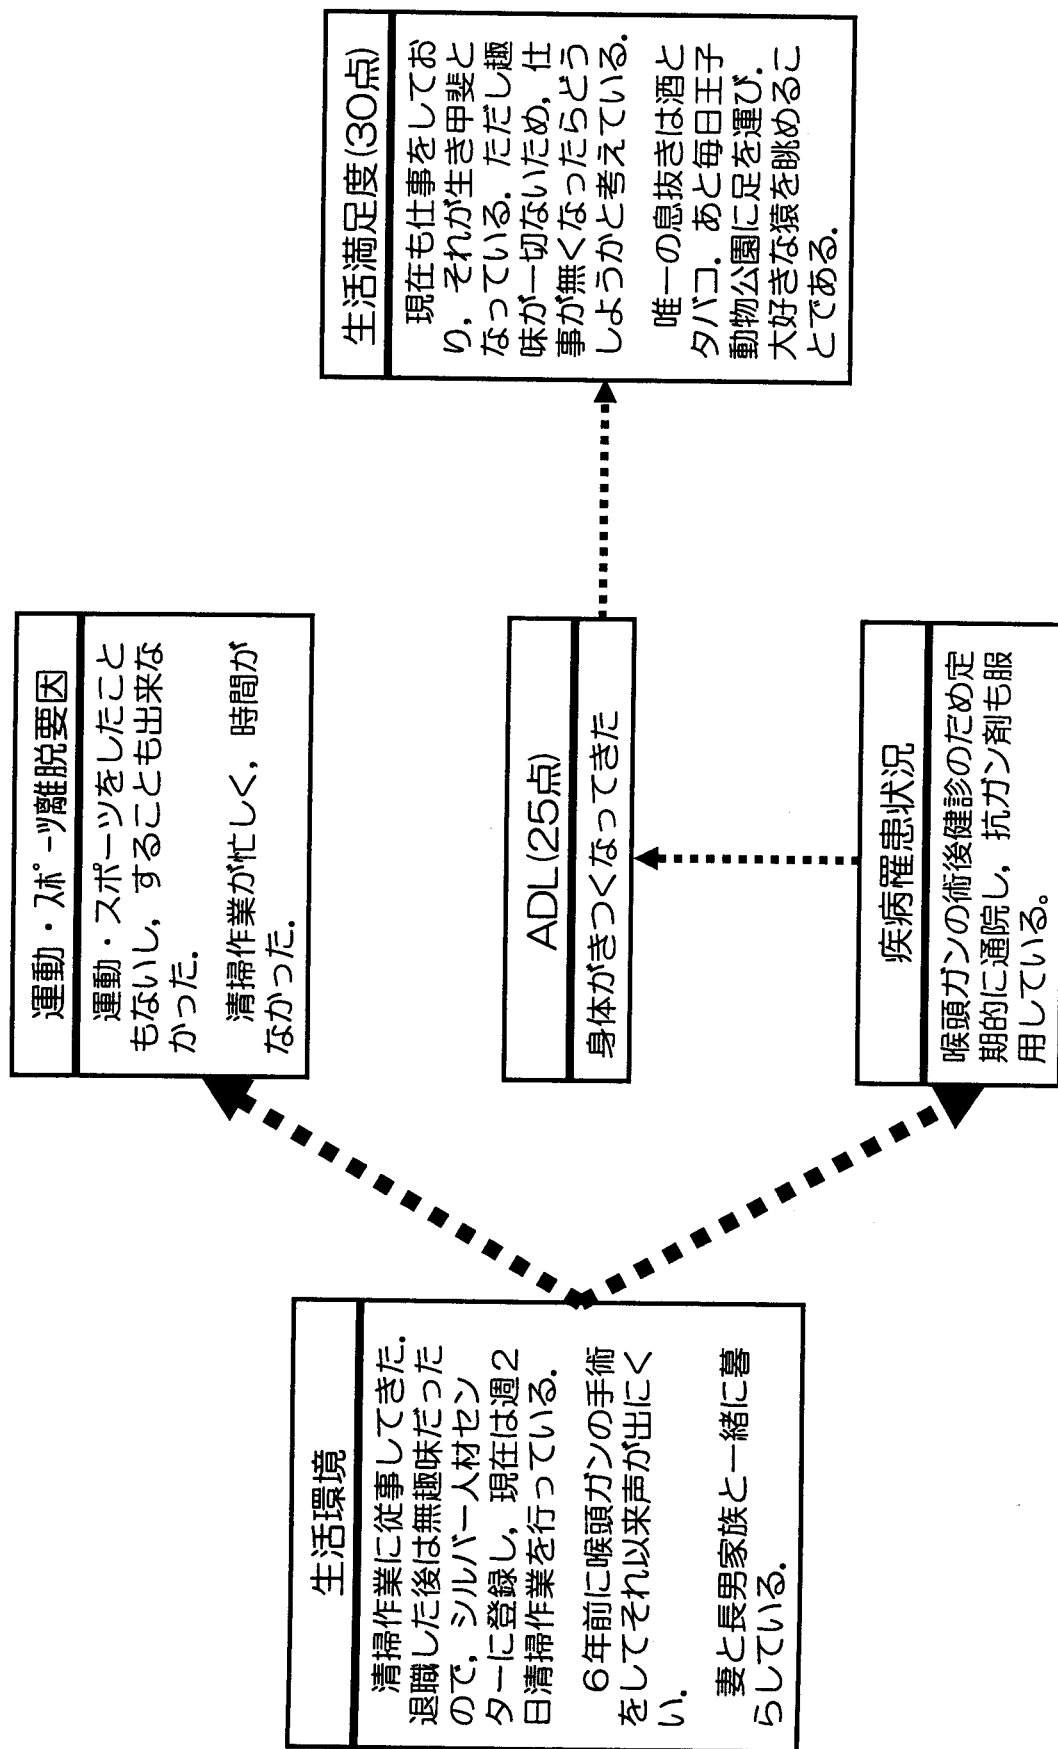 生活環境
清掃作業に従事してきた.
退職した後は無趣味だった
ので, シルバー人材セン
ターに登録し, 現在は週2
日清掃作業を行っている.
6年前に喉頭ガンの手術
をしてそれ以来声が出にく
い.
妻と長男家族と一緒に暮
らしている.
運動・スポーツ離脱要因
運動・スポーツをしたこと
もないし, することも出来な
かった.
清掃作業が忙しく, 時間が
なかった.
ADL(25点)
身体がきつくなってきた
疾病罹患状況
喉頭ガンの術後健診のため定
期的に通院し, 抗ガン剤も服
用している。
生活満足度(30点)
現在も仕事をしてお
り, それが生き甲斐と
なっている. ただし趣
味が一切ないため, 仕
事が無くなったらどう
しようかと考えている.
唯一の息抜きは酒と
タバコ. あと毎日王子
動物公園に足を運び.
大好きな猿を眺めるこ
とである.